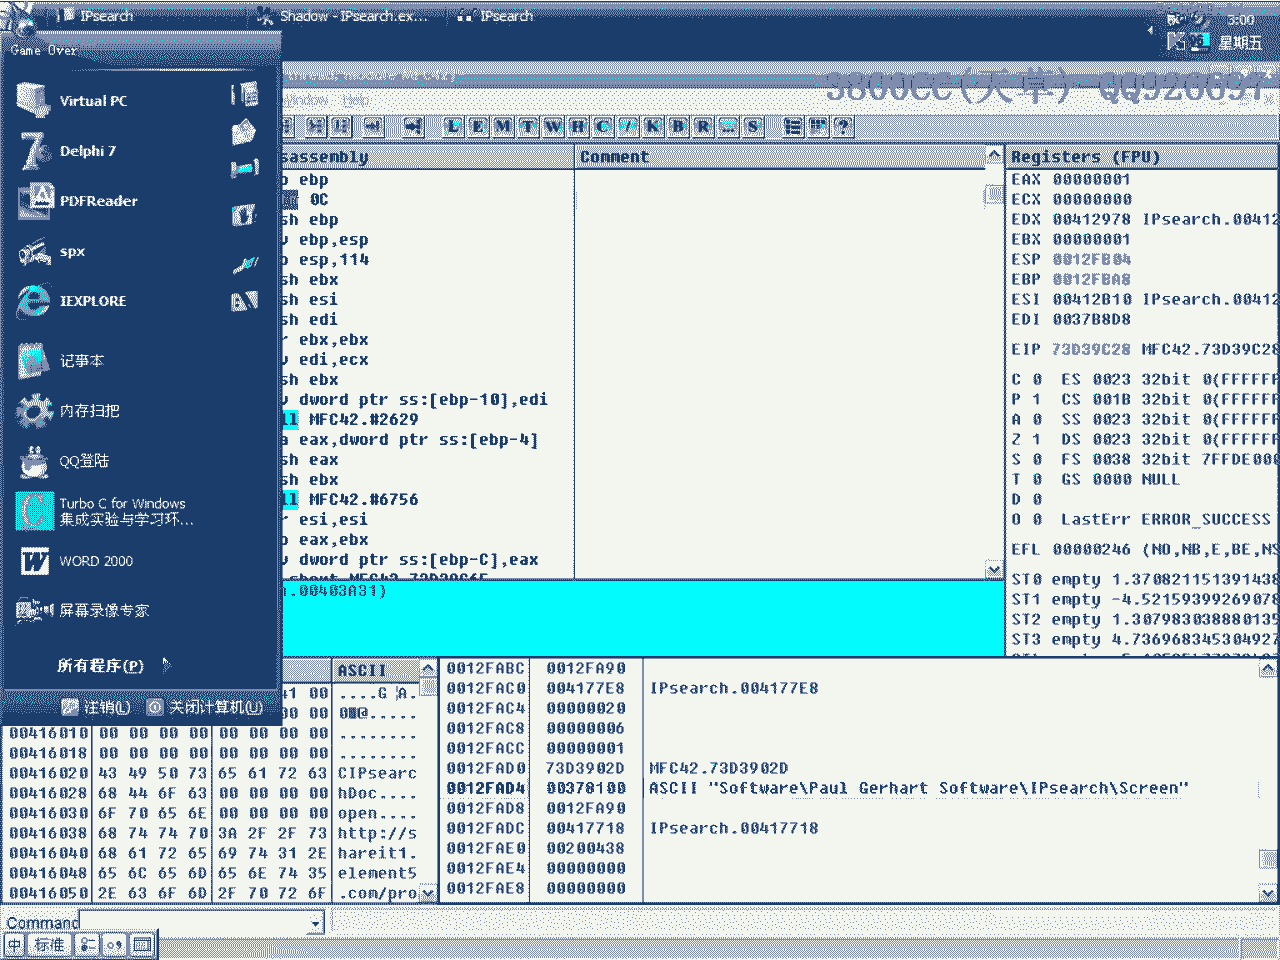 IPsearch
Shadow - IPsearch.ex...
IPsearch
3:00
星期五
Game Over
Virtual PC
Delphi 7
PDFReader
spx
IEXPLORE
记事本
内存扫把
QQ登陆
Turbo C for Windows
集成实验与学习环...
WORD 2000
屏幕录像专家
所有程序(P)
注销(L)
关闭计算机(U)
3800CC(天草)
Help
L E M T W H C / K B R ... S
?
Comment
ebp
0C
sh ebp
ebp,esp
esp,114
sh ebx
sh esi
sh edi
ebx,ebx
edi,ecx
sh ebx
dword ptr ss:[ebp-10],edi
MFC42.#2629
eax,dword ptr ss:[ebp-4]
sh eax
sh ebx
MFC42.#6756
esi,esi
eax,ebx
dword ptr ss:[ebp-C],eax
.00403A31)
Registers (FPU)
EAX 00000001
ECX 00000000
EDX 00412978 IPsearch.00412
EBX 00000001
ESP 0012FB04
EBP 0012FBA8
ESI 00412B10 IPsearch.00412
EDI 0037B8D8
EIP 73D39C28 MFC42.73D39C28
C 0 ES 0023 32bit 0(FFFFFF
P 1 CS 001B 32bit 0(FFFFFF
A 0 SS 0023 32bit 0(FFFFFF
Z 1 DS 0023 32bit 0(FFFFFF
S 0 FS 0038 32bit 7FFDE000
T 0 GS 0000 NULL
D 0
O 0 LastErr ERROR_SUCCESS
EFL 00000246 (NO,NB,E,BE,NS
ST0 empty 1.370821151391438
ST1 empty -4.52159399269078
ST2 empty 1.307983038880135
ST3 empty 4.736968345304927
ASCII
41 00 ....G A.
00 00
00416010 00 00 00 00 00 00 00 00 ........
00416018 00 00 00 00 00 00 00 00 ........
00416020 43 49 50 73 65 61 72 63 CIPsearc
00416028 68 44 6F 63 00 00 00 00 hDoc....
00416030 6F 70 65 6E 00 00 00 00 open....
00416038 68 74 74 70 3A 2F 2F 73 http://s
00416040 68 61 72 65 69 74 31 2E hareit1.
00416048 65 6C 65 6D 65 6E 74 35 element5
00416050 2E 63 6F 6D 2F 70 72 6F .com/pro
0012FABC 0012FA90
0012FAC0 004177E8 IPsearch.004177E8
0012FAC4 00000020
0012FAC8 00000006
0012FACC 00000001
0012FAD0 73D3902D MFC42.73D3902D
0012FAD4 00378100 ASCII "Software\Paul Gerhart Software\IPsearch\Screen"
0012FAD8 0012FA90
0012FADC 00417718 IPsearch.00417718
0012FAE0 00200438
0012FAE4 00000000
0012FAE8 00000000
Command
中 标准